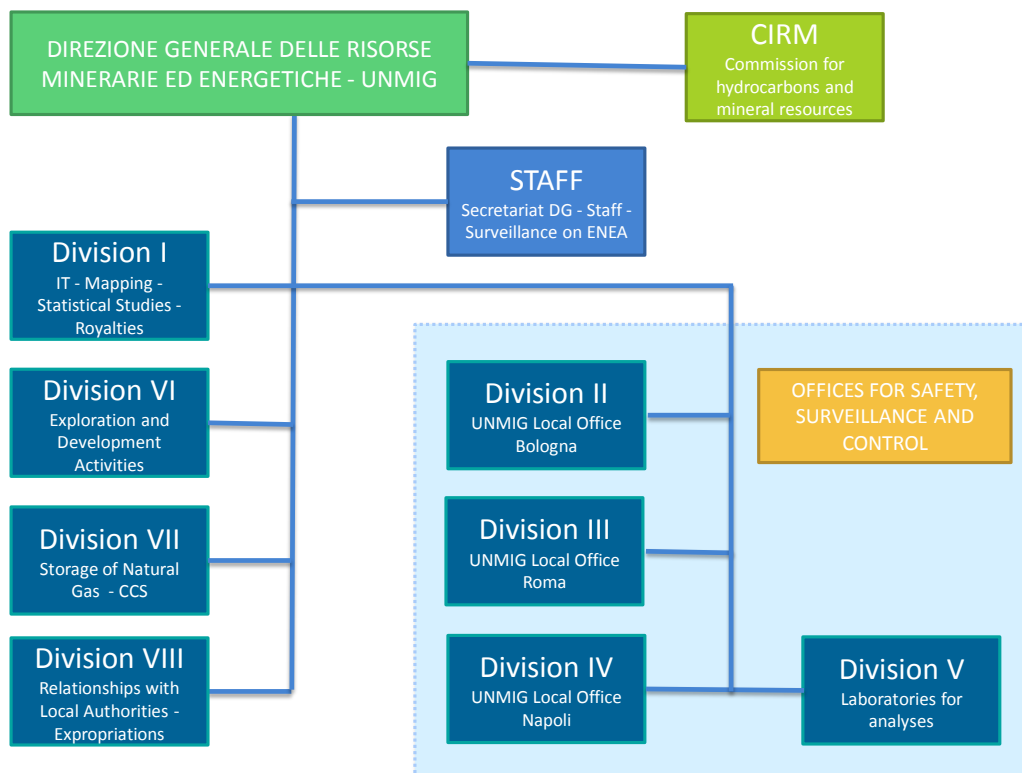 DIREZIONE GENERALE DELLE RISORSE
MINERARIE ED ENERGETICHE - UNMIG
CIRM
Commission for
hydrocarbons and
mineral resources
STAFF
Secretariat DG - Staff -
Surveillance on ENEA
Division I
IT - Mapping -
Statistical Studies -
Royalties
Division VI
Exploration and
Development
Activities
Division VII
Storage of Natural
Gas - CCS
Division VIII
Relationships with
Local Authorities -
Expropriations
Division II
UNMIG Local Office
Bologna
OFFICES FOR SAFETY,
SURVEILLANCE AND
CONTROL
Division III
UNMIG Local Office
Roma
Division IV
UNMIG Local Office
Napoli
Division V
Laboratories for
analyses